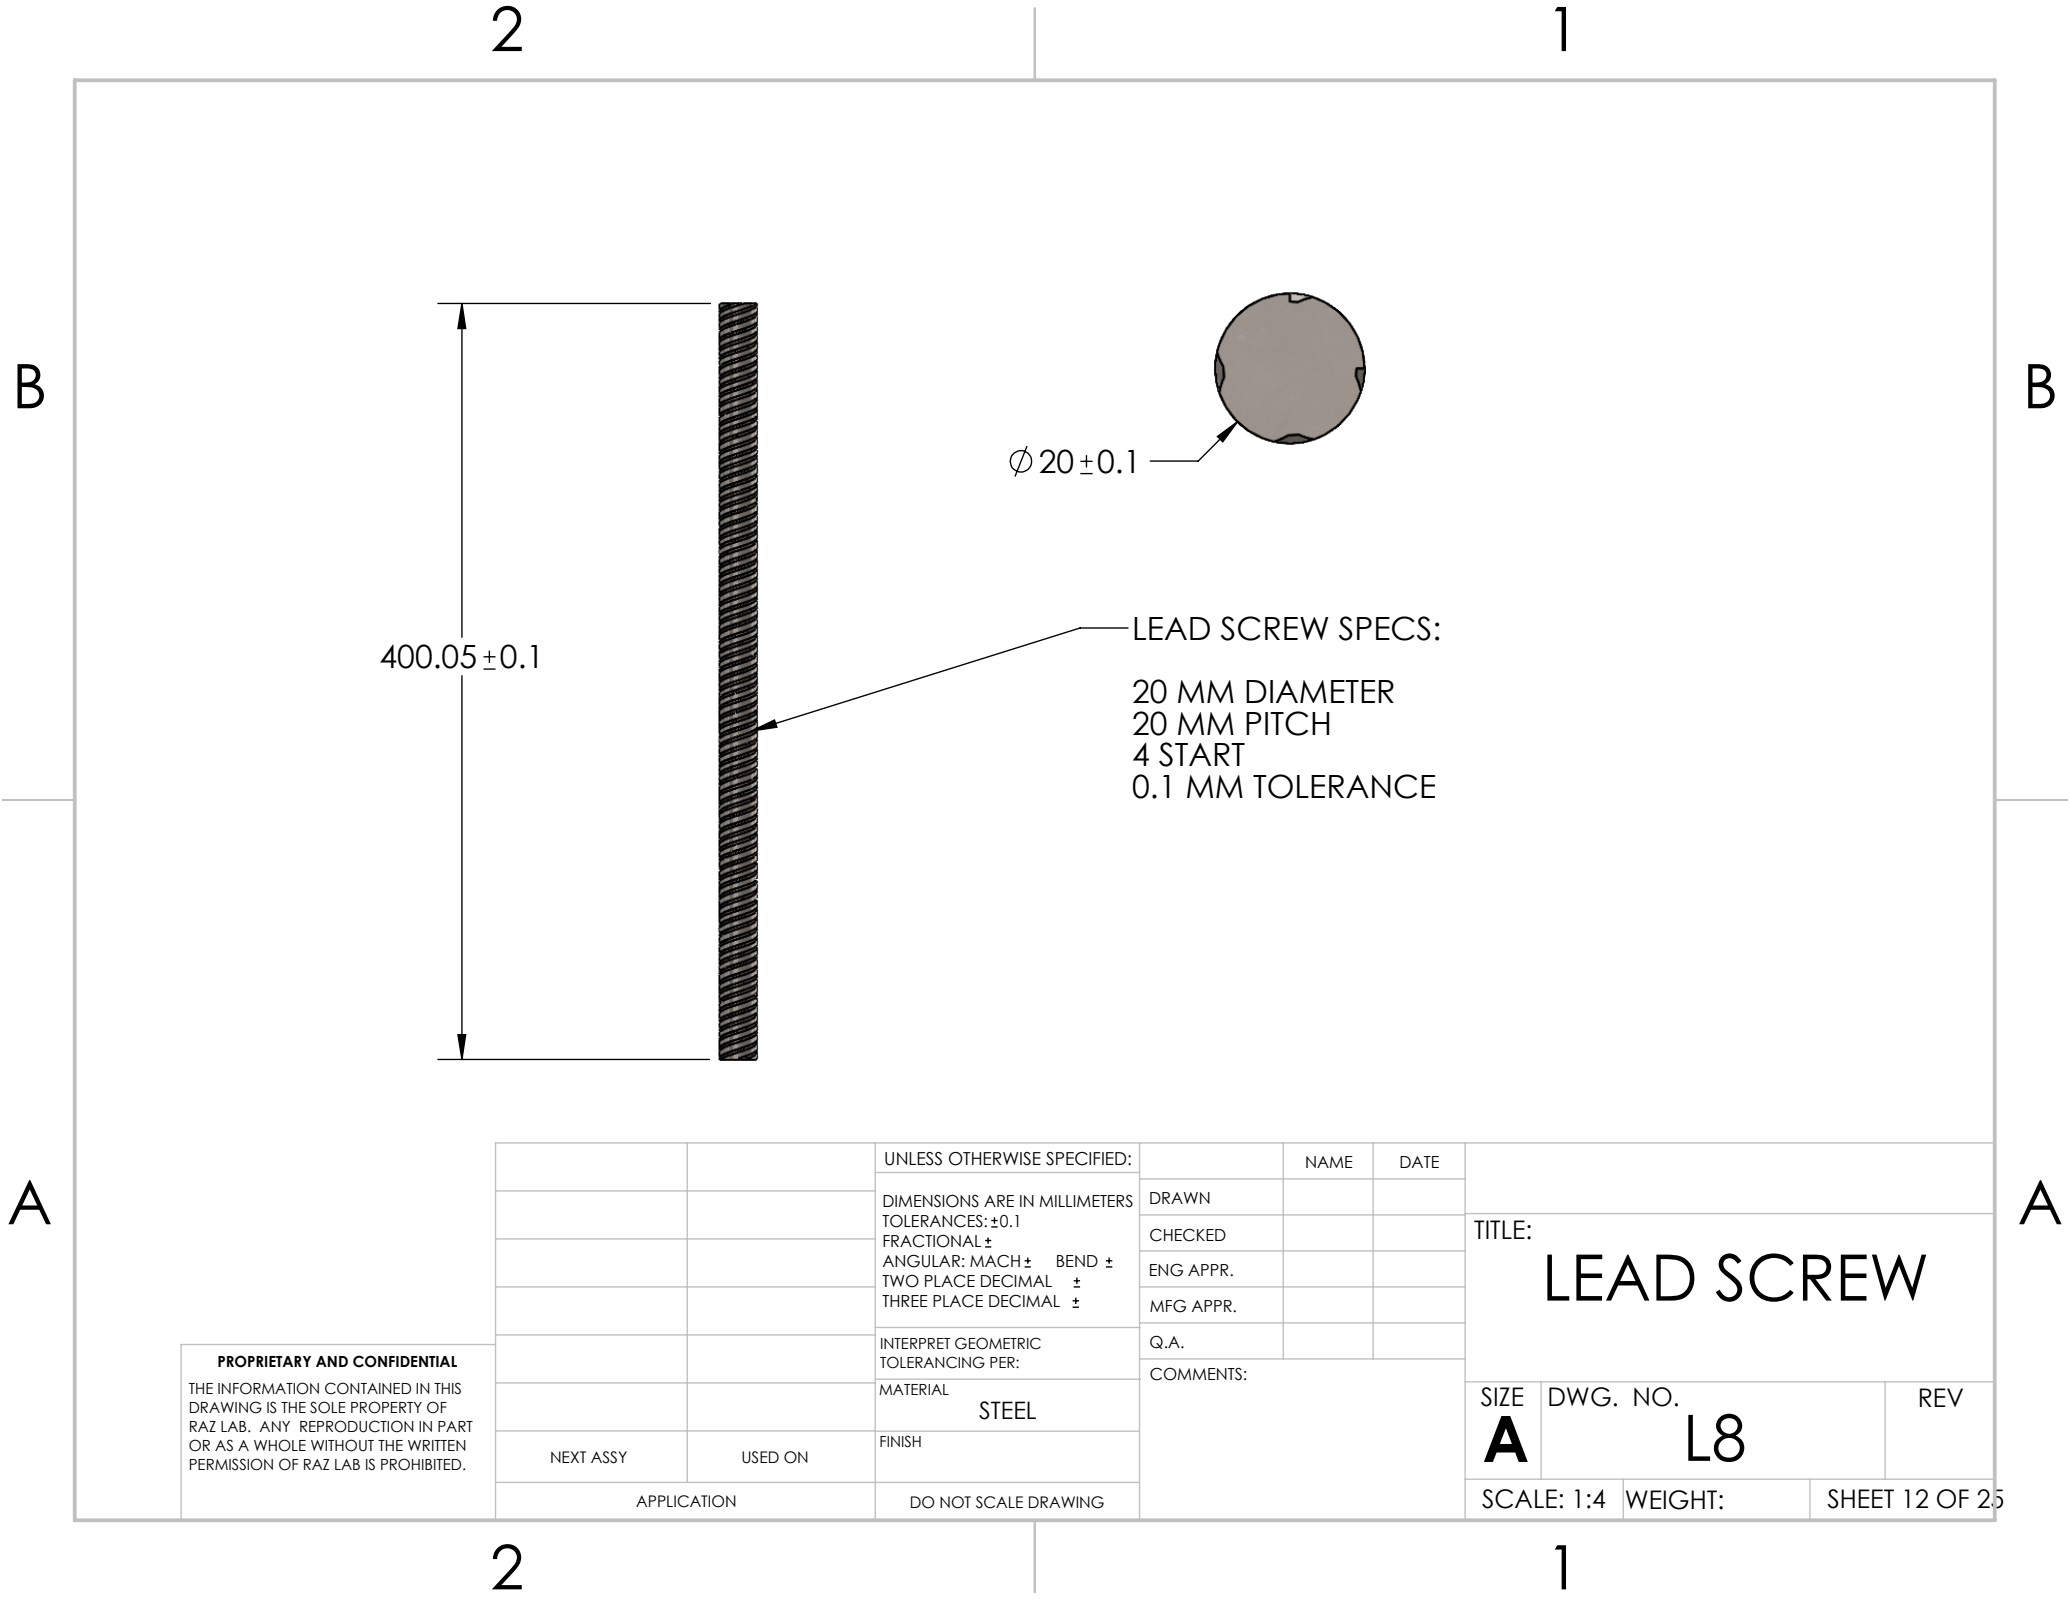 2
1
B
B
400.05±0.1
∅20±0.1
LEAD SCREW SPECS:
20 MM DIAMETER
20 MM PITCH
4 START
0.1 MM TOLERANCE
A
A
PROPRIETARY AND CONFIDENTIAL
THE INFORMATION CONTAINED IN THIS
DRAWING IS THE SOLE PROPERTY OF
RAZ LAB. ANY REPRODUCTION IN PART
OR AS A WHOLE WITHOUT THE WRITTEN
PERMISSION OF RAZ LAB IS PROHIBITED.
NEXT ASSY
USED ON
APPLICATION
UNLESS OTHERWISE SPECIFIED:
DIMENSIONS ARE IN MILLIMETERS
TOLERANCES:±0.1
FRACTIONAL ±
ANGULAR: MACH ± BEND ±
TWO PLACE DECIMAL ±
THREE PLACE DECIMAL ±
INTERPRET GEOMETRIC
TOLERANCING PER:
MATERIAL
STEEL
FINISH
DO NOT SCALE DRAWING
NAME
DATE
DRAWN
CHECKED
ENG APPR.
MFG APPR.
Q.A.
COMMENTS:
TITLE:
LEAD SCREW
SIZE
A
DWG. NO.
L8
REV
SCALE: 1:4
WEIGHT:
SHEET 12 OF 25
2
1